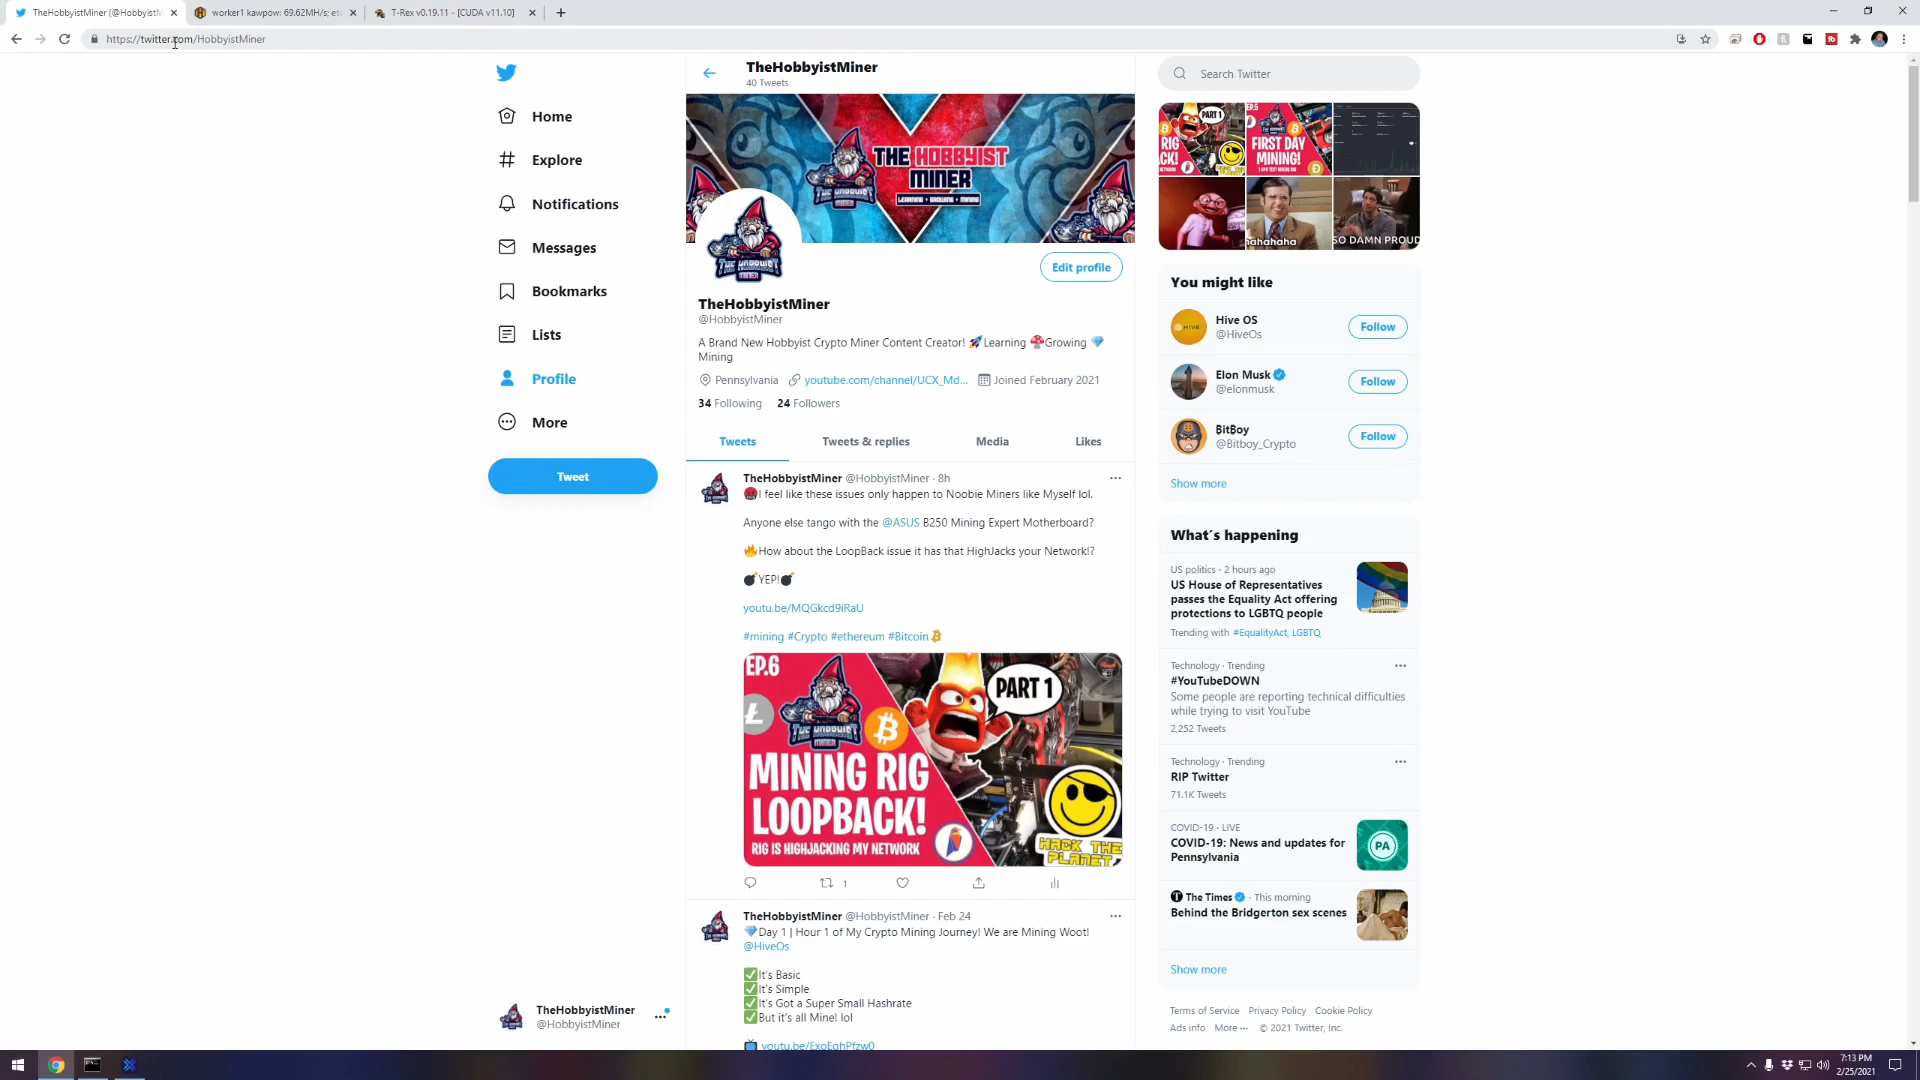 TheHobbyistMiner (@HobbyistM
worker1 kawpow: 69.62MH/s; et
T-Rex v0.19.11 - [CUDA v11.10]
https://twitter.com/HobbyistMiner
Home
Explore
Notifications
Messages
Bookmarks
Lists
Profile
More
Tweet
TheHobbyistMiner
@HobbyistMiner
TheHobbyistMiner
40 Tweets
THE HOBBYIST
MINER
LEARNING + GROWING + MINING
THE HOBBYIST
MINER
Edit profile
TheHobbyistMiner
@HobbyistMiner
A Brand New Hobbyist Crypto Miner Content Creator! 🚀Learning 🍄Growing 💎
Mining
Pennsylvania youtube.com/channel/UCX_Md... Joined February 2021
34 Following 24 Followers
Tweets Tweets & replies Media Likes
TheHobbyistMiner @HobbyistMiner · 8h
I feel like these issues only happen to Noobie Miners like Myself lol.
Anyone else tango with the @ASUS B250 Mining Expert Motherboard?
🔥How about the LoopBack issue it has that HighJacks your Network!?
💣YEP!💣
youtu.be/MQGkcd9iRaU
#mining #Crypto #ethereum #Bitcoin
EP.6
THE HOBBYIST
MINER
PART 1
MINING RIG
LOOPBACK!
RIG IS HIGHJACKING MY NETWORK
HACK THE
PLANET
1
TheHobbyistMiner @HobbyistMiner · Feb 24
💎Day 1 | Hour 1 of My Crypto Mining Journey! We are Mining Woot!
@HiveOs
✅It's Basic
✅It's Simple
✅It's Got a Super Small Hashrate
✅But it's all Mine! lol
📺 youtu.be/ExoEqhPfzw0
Search Twitter
PART 1
RIG
CK!
EP.5
FIRST DAY
MINING!
hahahaha
SO DAMN PROUD
You might like
HIVE
Hive OS
@HiveOs
Follow
Elon Musk
@elonmusk
Follow
₿it₿oy
@Bitboy_Crypto
Follow
Show more
What's happening
US politics · 2 hours ago
US House of Representatives
passes the Equality Act offering
protections to LGBTQ people
Trending with #EqualityAct, LGBTQ
Technology · Trending
#YouTubeDOWN
Some people are reporting technical difficulties
while trying to visit YouTube
2,252 Tweets
Technology · Trending
RIP Twitter
71.1K Tweets
COVID-19 · LIVE
COVID-19: News and updates for
Pennsylvania
PA
The Times · This morning
Behind the Bridgerton sex scenes
Show more
Terms of Service Privacy Policy Cookie Policy
Ads info More ··· © 2021 Twitter, Inc.
7:13 PM
2/25/2021